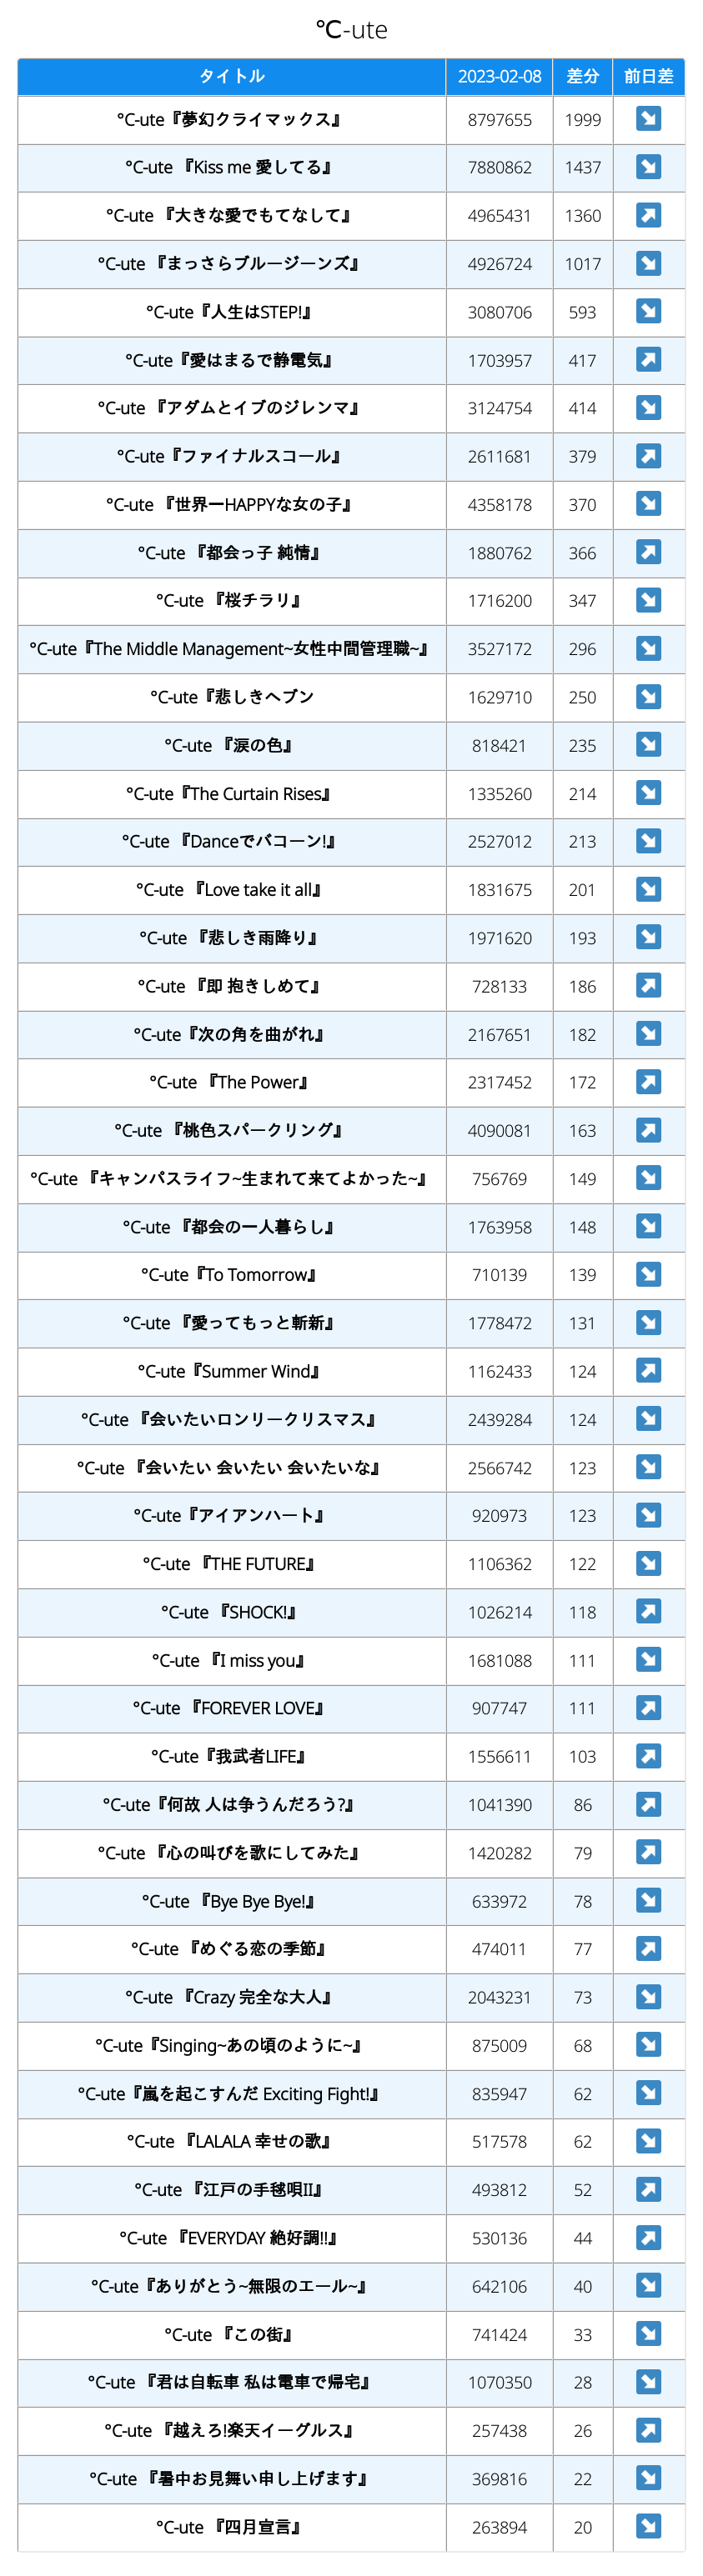 ℃-ute
タイトル 2023-02-08 差分 前日差
°C-ute『夢幻クライマックス』 8797655 1999 ↘
°C-ute 『Kiss me 愛してる』 7880862 1437 ↘
°C-ute 『大きな愛でもてなして』 4965431 1360 ↗
°C-ute 『まっさらブルージーンズ』 4926724 1017 ↘
°C-ute『人生はSTEP!』 3080706 593 ↘
°C-ute『愛はまるで静電気』 1703957 417 ↗
°C-ute 『アダムとイブのジレンマ』 3124754 414 ↘
°C-ute『ファイナルスコール』 2611681 379 ↗
°C-ute 『世界一HAPPYな女の子』 4358178 370 ↘
°C-ute 『都会っ子 純情』 1880762 366 ↗
°C-ute 『桜チラリ』 1716200 347 ↘
°C-ute『The Middle Management~女性中間管理職~』 3527172 296 ↘
°C-ute『悲しきヘブン 1629710 250 ↘
°C-ute 『涙の色』 818421 235 ↘
°C-ute『The Curtain Rises』 1335260 214 ↘
°C-ute 『Danceでバコーン!』 2527012 213 ↘
°C-ute 『Love take it all』 1831675 201 ↘
°C-ute 『悲しき雨降り』 1971620 193 ↘
°C-ute 『即 抱きしめて』 728133 186 ↗
°C-ute『次の角を曲がれ』 2167651 182 ↘
°C-ute 『The Power』 2317452 172 ↗
°C-ute 『桃色スパークリング』 4090081 163 ↗
°C-ute 『キャンパスライフ~生まれて来てよかった~』 756769 149 ↘
°C-ute 『都会の一人暮らし』 1763958 148 ↘
°C-ute『To Tomorrow』 710139 139 ↘
°C-ute 『愛ってもっと斬新』 1778472 131 ↘
°C-ute『Summer Wind』 1162433 124 ↗
°C-ute 『会いたいロンリークリスマス』 2439284 124 ↘
°C-ute 『会いたい 会いたい 会いたいな』 2566742 123 ↘
°C-ute『アイアンハート』 920973 123 ↘
°C-ute 『THE FUTURE』 1106362 122 ↘
°C-ute 『SHOCK!』 1026214 118 ↗
°C-ute 『I miss you』 1681088 111 ↘
°C-ute 『FOREVER LOVE』 907747 111 ↗
°C-ute『我武者LIFE』 1556611 103 ↗
°C-ute『何故 人は争うんだろう?』 1041390 86 ↗
°C-ute 『心の叫びを歌にしてみた』 1420282 79 ↗
°C-ute 『Bye Bye Bye!』 633972 78 ↘
°C-ute 『めぐる恋の季節』 474011 77 ↗
°C-ute 『Crazy 完全な大人』 2043231 73 ↘
°C-ute『Singing~あの頃のように~』 875009 68 ↘
°C-ute『嵐を起こすんだ Exciting Fight!』 835947 62 ↘
°C-ute 『LALALA 幸せの歌』 517578 62 ↘
°C-ute 『江戸の手毬唄II』 493812 52 ↗
°C-ute 『EVERYDAY 絶好調!!』 530136 44 ↗
°C-ute『ありがとう~無限のエール~』 642106 40 ↘
°C-ute 『この街』 741424 33 ↘
°C-ute 『君は自転車 私は電車で帰宅』 1070350 28 ↘
°C-ute 『越えろ!楽天イーグルス』 257438 26 ↗
°C-ute 『暑中お見舞い申し上げます』 369816 22 ↘
°C-ute 『四月宣言』 263894 20 ↘